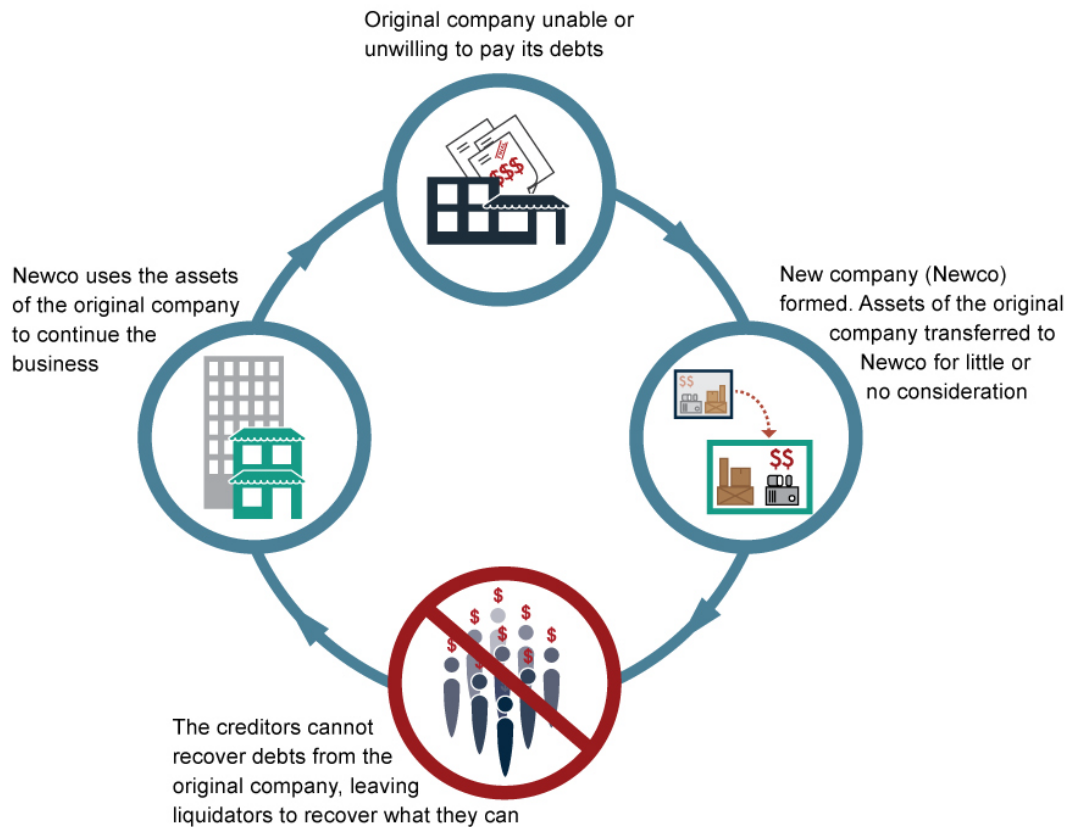 Original company unable or
unwilling to pay its debts
$$$
New company (Newco)
formed. Assets of the original
company transferred to
Newco for little or
no consideration
$$
$$
Newco uses the assets
of the original company
to continue the
business
$
$ $
$ $ $
$ $
The creditors cannot
recover debts from the
original company, leaving
liquidators to recover what they can